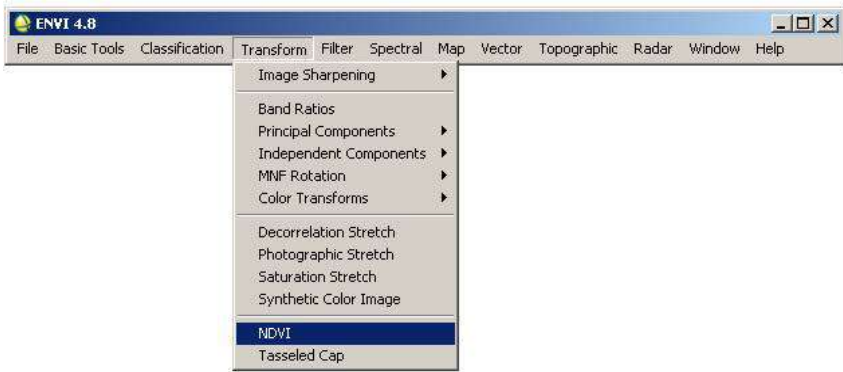 ENVI 4.8
File Basic Tools Classification Transform Filter Spectral Map Vector Topographic Radar Window Help
Image Sharpening
Band Ratios
Principal Components
Independent Components
MNF Rotation
Color Transforms
Decorrelation Stretch
Photographic Stretch
Saturation Stretch
Synthetic Color Image
NDVI
Tasseled Cap